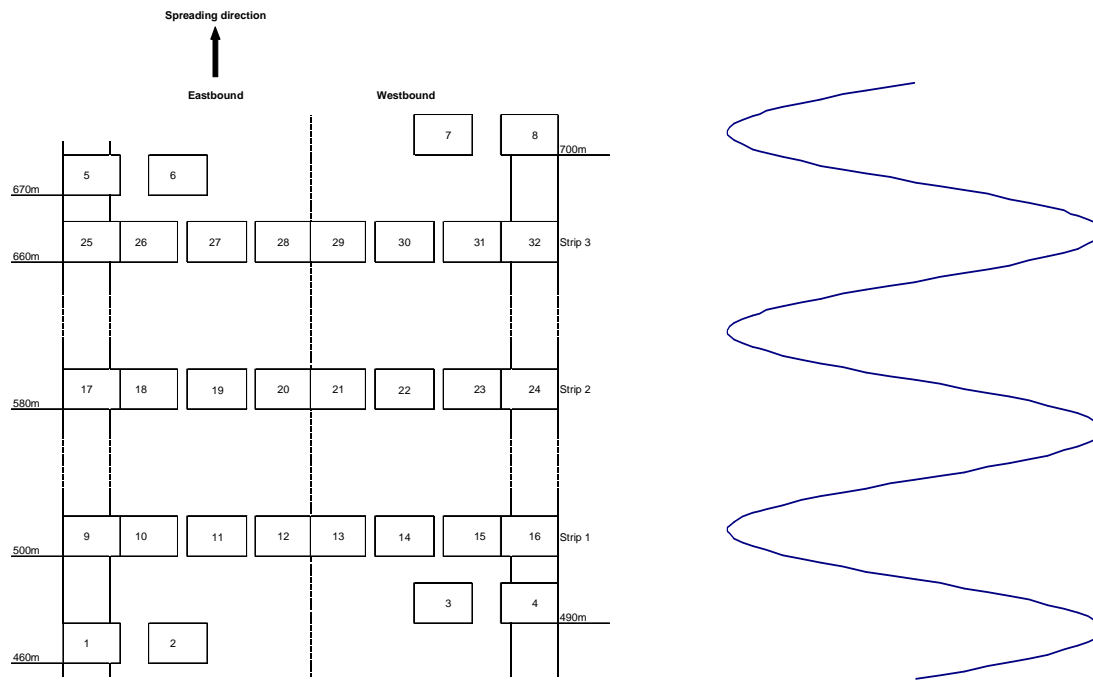 Spreading direction
Eastbound Westbound
7 8
700m
5 6
670m
25 26 27 28 29 30 31 32 Strip 3
660m
17 18 19 20 21 22 23 24 Strip 2
580m
9 10 11 12 13 14 15 16 Strip 1
500m
3 4
490m
1 2
460m